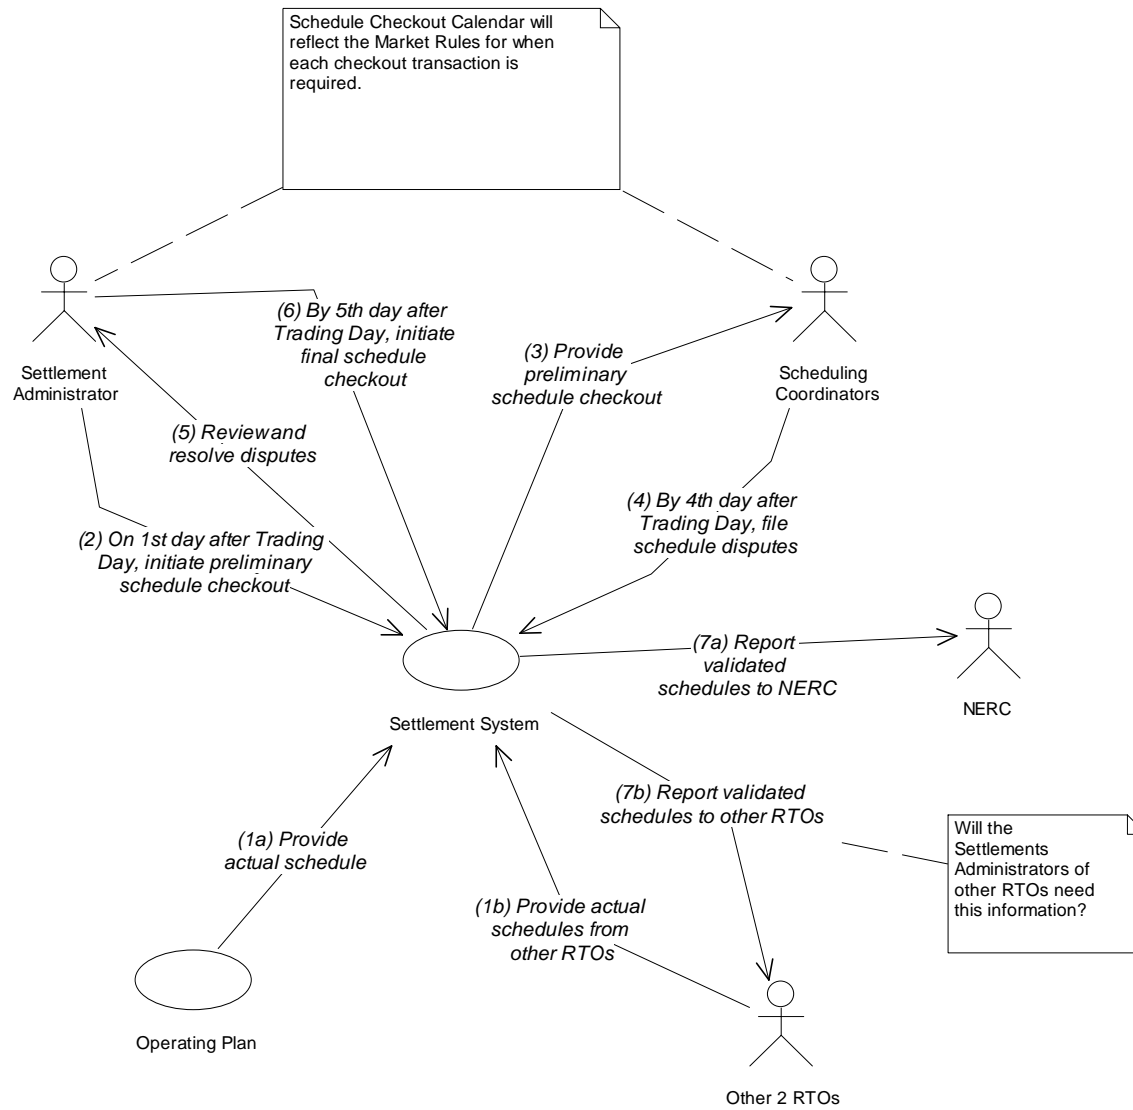 Schedule Checkout Calendar will
reflect the Market Rules for when
each checkout transaction is
required.
(6) By 5th day after
Trading Day, initiate
final schedule
checkout
(3) Provide
preliminary
schedule checkout
Settlement
Administrator
Scheduling
Coordinators
(5) Review and
resolve disputes
(4) By 4th day after
Trading Day, file
schedule disputes
(2) On 1st day after Trading
Day, initiate preliminary
schedule checkout
(7a) Report
validated
schedules to NERC
NERC
Settlement System
(7b) Report validated
schedules to other RTOs
(1a) Provide
actual schedule
Will the
Settlements
Administrators of
other RTOs need
this information?
(1b) Provide actual
schedules from
other RTOs
Operating Plan
Other 2 RTOs